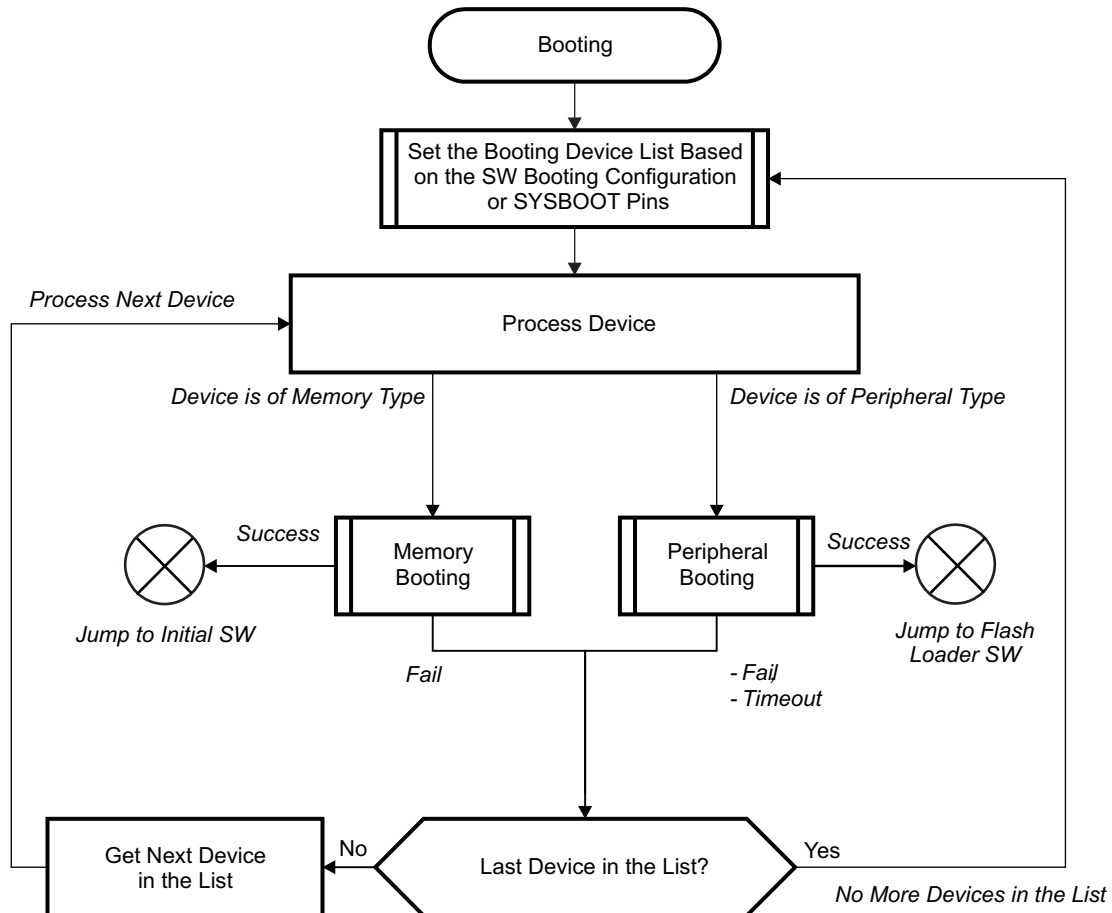 Booting
Set the Booting Device List Based
on the SW Booting Configuration
or SYSBOOT Pins
Process Next Device
Process Device
Device is of Memory Type
Device is of Peripheral Type
Success
Memory
Booting
Peripheral
Booting
Success
Jump to Initial SW
Jump to Flash
Loader SW
Fail
- Fail,
- Timeout
Get Next Device
in the List
No
Last Device in the List?
Yes
No More Devices in the List